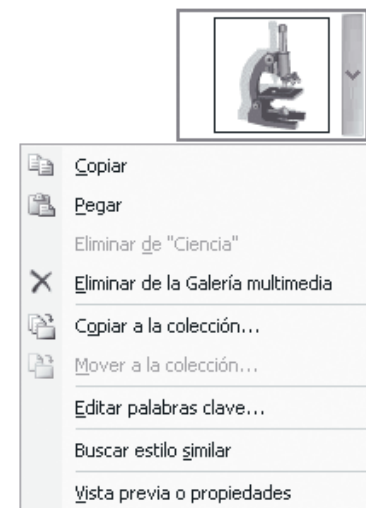 Copiar
Pegar
Eliminar de "Ciencia"
Eliminar de la Galería multimedia
Copiar a la colección...
Mover a la colección...
Editar palabras clave...
Buscar estilo similar
Vista previa o propiedades